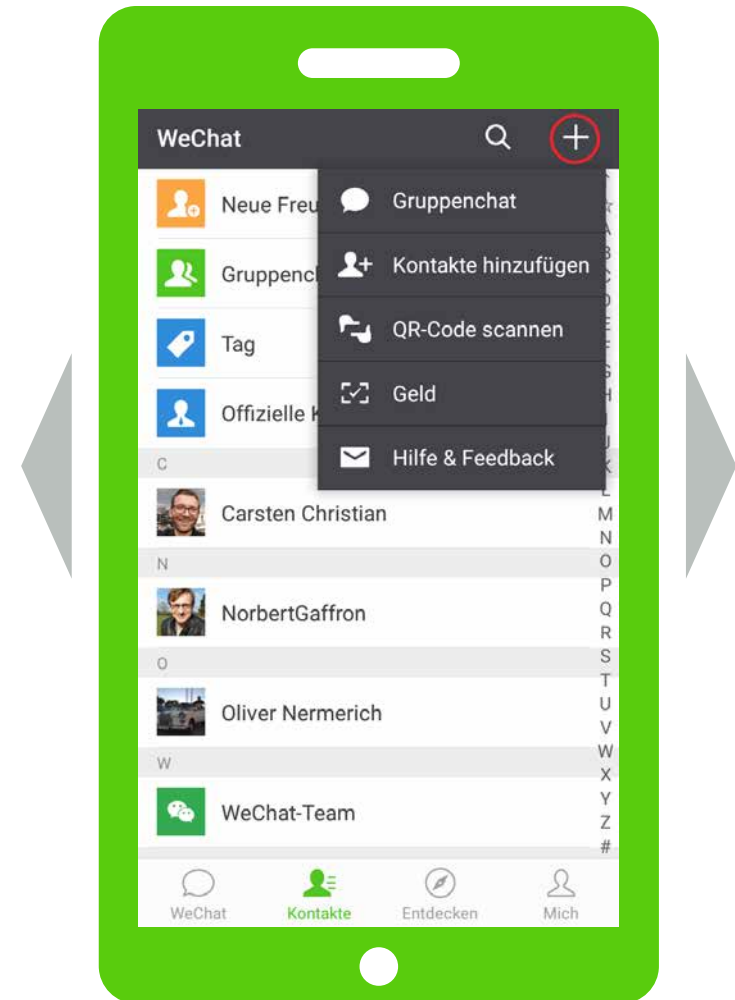 WeChat
Neue Freu
Gruppenc
Tag
Offizielle
Gruppenchat
Kontakte hinzufügen
QR-Code scannen
Geld
Hilfe & Feedback
C
Carsten Christian
N
NorbertGaffron
O
Oliver Nermerich
W
WeChat-Team
M
N
O
P
Q
R
S
T
U
V
W
X
Y
Z
#
WeChat
Kontakte
Entdecken
Mich